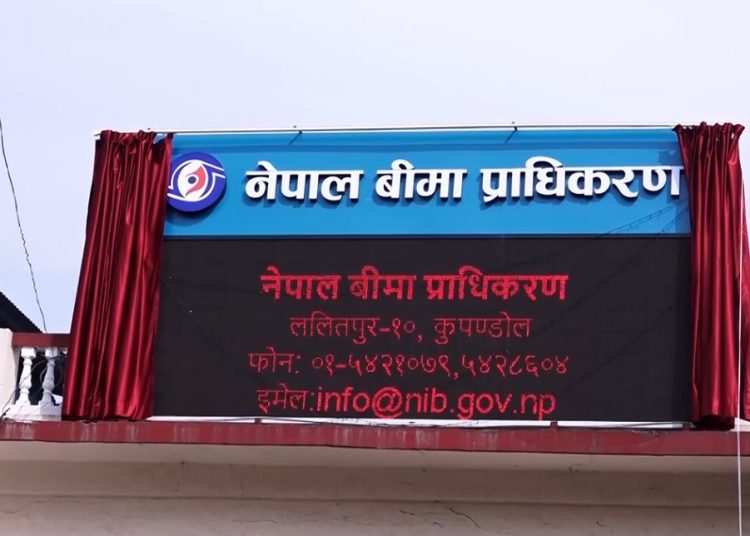 नेपाल बीमा प्राधिकरण
नेपाल बीमा प्राधिकरण
ललितपुर-१०, कुपण्डोल
फोन: ०१-५४२१०७९,५४२८६०४
इमेल:info@nib.gov.np